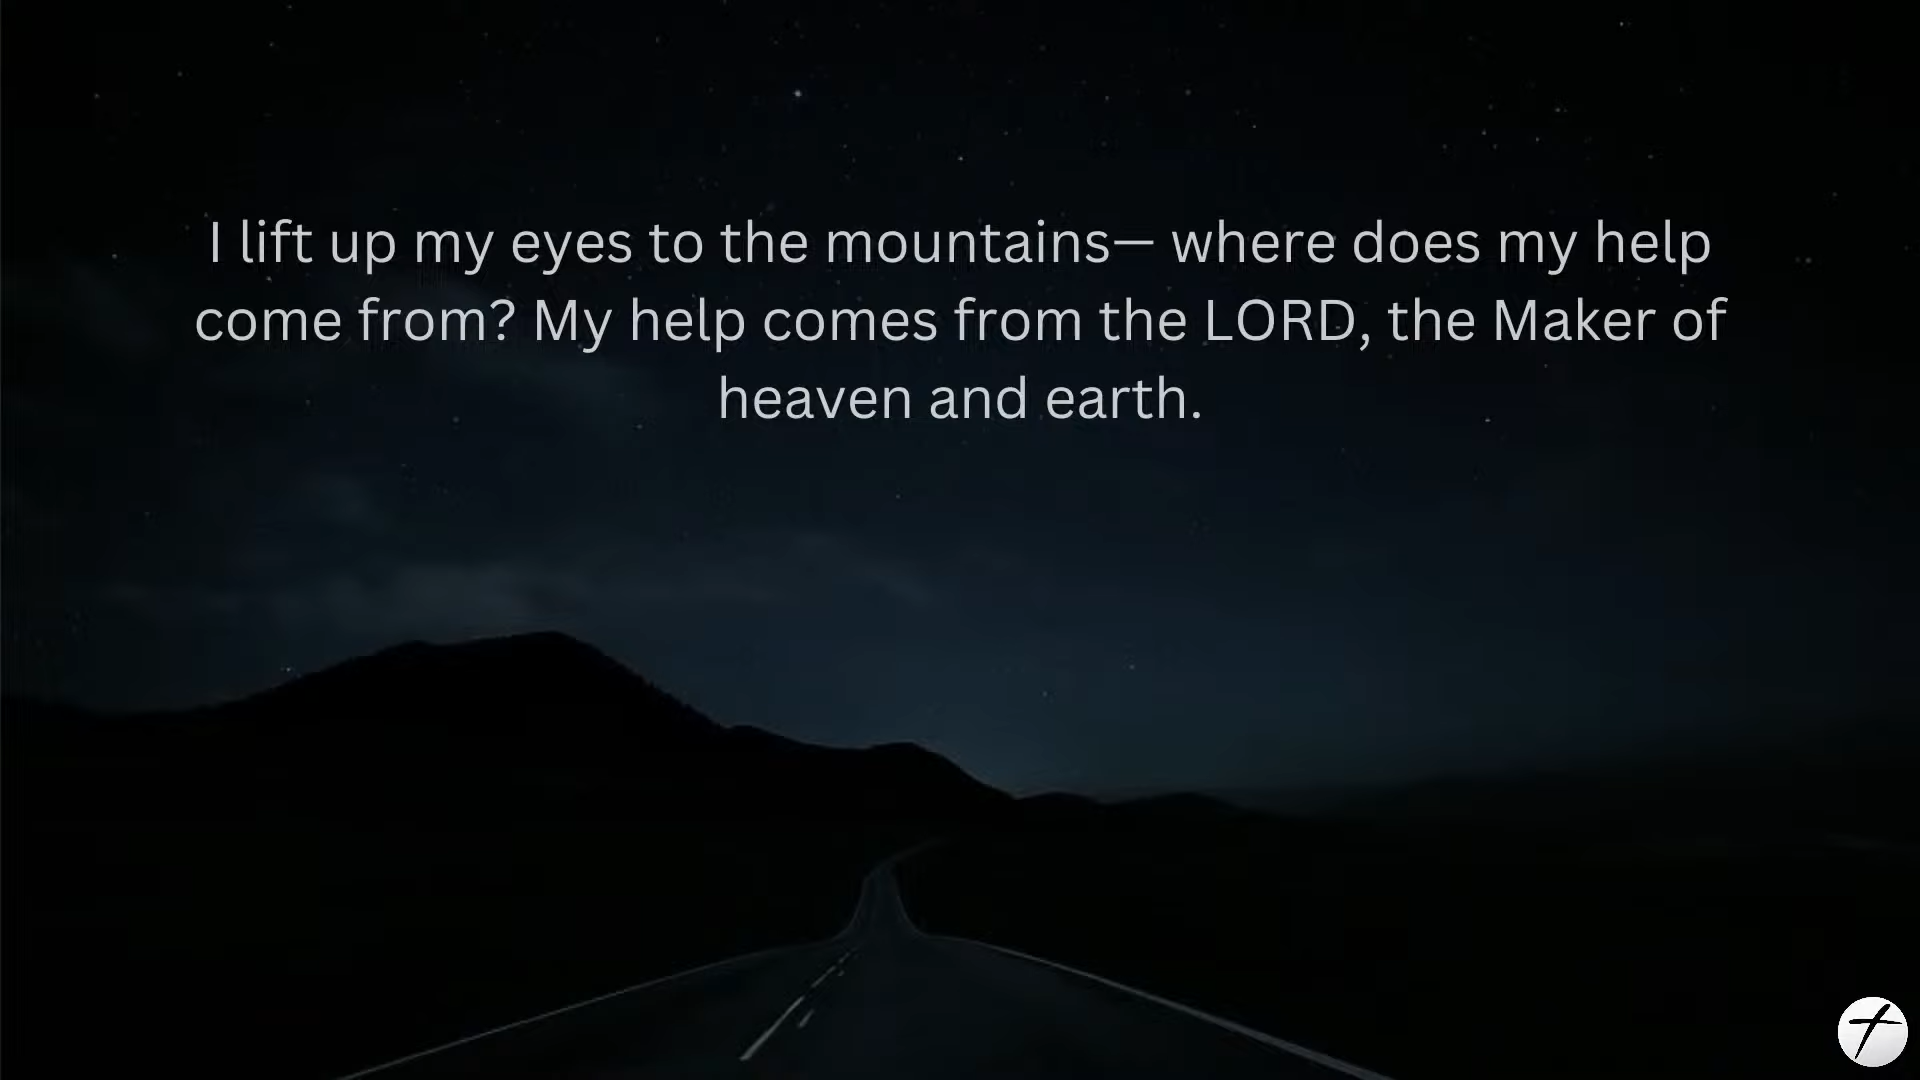 I lift up my eyes to the mountains— where does my help
come from? My help comes from the LORD, the Maker of
heaven and earth.